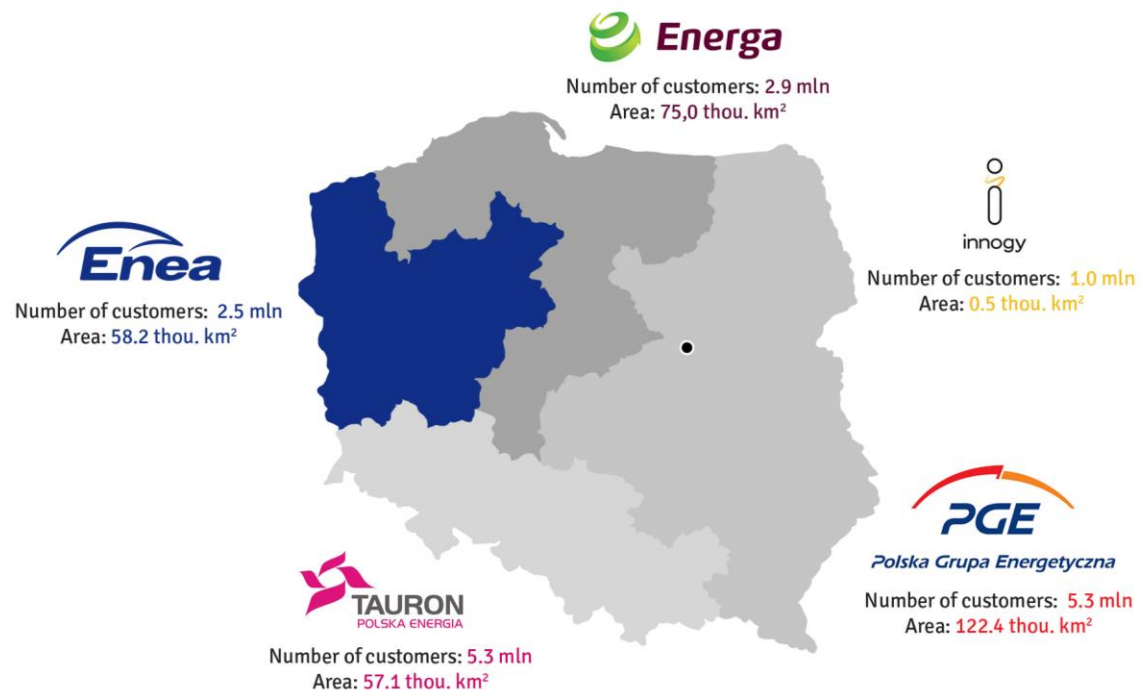 Energa
Number of customers: 2.9 mln
Area: 75,0 thou. km²
innogy
Number of customers: 1.0 mln
Area: 0.5 thou. km²
Enea
Number of customers: 2.5 mln
Area: 58.2 thou. km²
PGE
Polska Grupa Energetyczna
Number of customers: 5.3 mln
Area: 122.4 thou. km²
TAURON
POLSKA ENERGIA
Number of customers: 5.3 mln
Area: 57.1 thou. km²